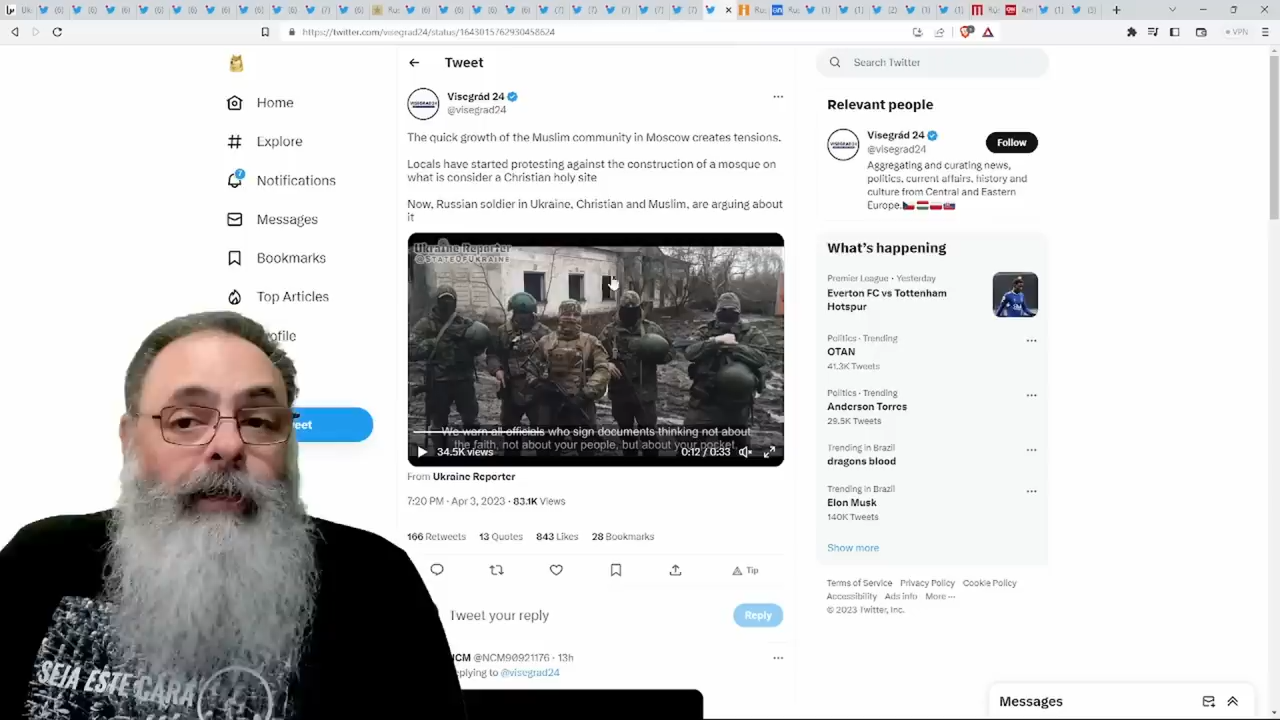 https://twitter.com/visegrad24/status/1643015762930458624
VPN
Home
Explore
Notifications
Messages
Bookmarks
Top Articles
Tweet
Visegrád 24
@visegrad24
The quick growth of the Muslim community in Moscow creates tensions.
Locals have started protesting against the construction of a mosque on
what is consider a Christian holy site
Now, Russian soldier in Ukraine, Christian and Muslim, are arguing about
it
Ukraine Reporter
@STATEOFUKRAINE
We warn all officials who sign documents thinking not about
the faith, not about your people, but about your pocket.
34.5K views
0:12 / 0:33
From Ukraine Reporter
7:20 PM · Apr 3, 2023 · 83.1K Views
166 Retweets 13 Quotes 843 Likes 28 Bookmarks
Tip
Tweet your reply
Reply
@NCM90921176 · 13h
@visegrad24
Search Twitter
Relevant people
Visegrád 24
@visegrad24
Follow
Aggregating and curating news,
politics, current affairs, history and
culture from Central and Eastern
Europe.
What's happening
Premier League · Yesterday
Everton FC vs Tottenham
Hotspur
Politics · Trending
OTAN
41.3K Tweets
Politics · Trending
Anderson Torres
29.5K Tweets
Trending in Brazil
dragons blood
Trending in Brazil
Elon Musk
140K Tweets
Show more
Terms of Service Privacy Policy Cookie Policy
Accessibility Ads info More ···
© 2023 Twitter, Inc.
Messages
SEJA ESTE CARA